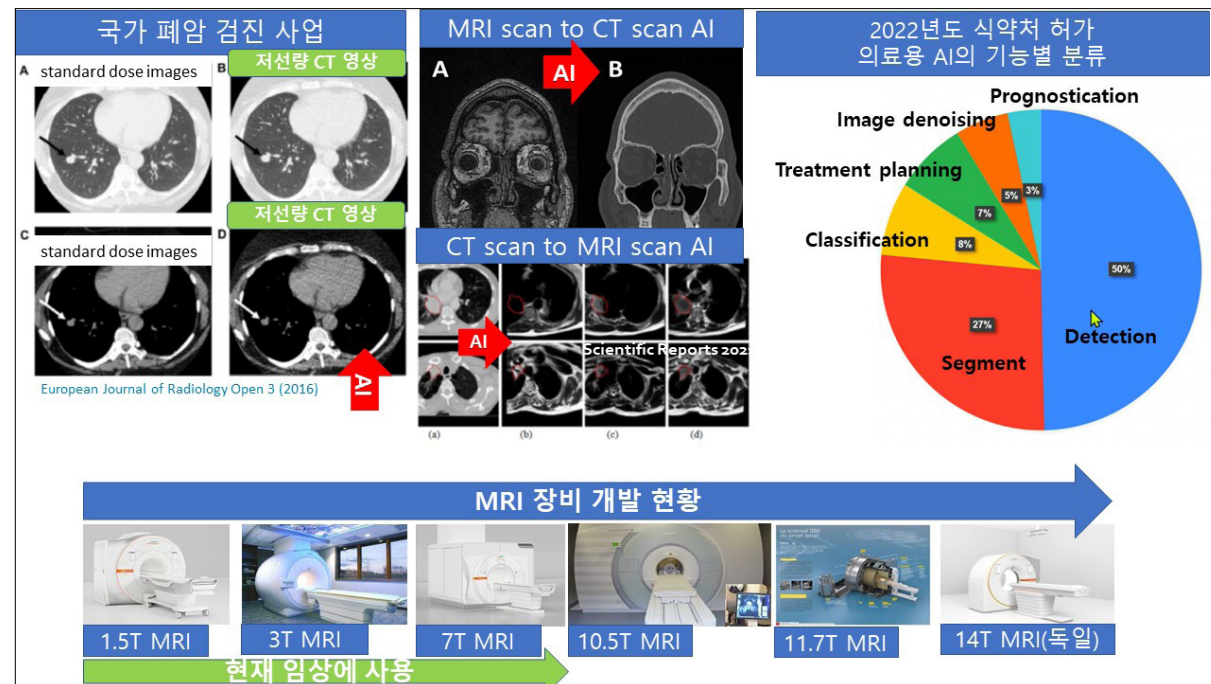 국가 폐암 검진 사업
A standard dose images
B 저선량 CT 영상
C standard dose images
D 저선량 CT 영상
AI
European Journal of Radiology Open 3 (2016)
MRI scan to CT scan AI
A
AI
B
CT scan to MRI scan AI
AI
Scientific Reports 202
(a)
(b)
(c)
(d)
2022년도 식약처 허가
의료용 AI의 기능별 분류
Prognostication
Image denoising
Treatment planning
Classification
Segment
Detection
3%
5%
7%
8%
27%
50%
MRI 장비 개발 현황
1.5T MRI
3T MRI
7T MRI
10.5T MRI
11.7T MRI
14T MRI(독일)
현재 임상에 사용